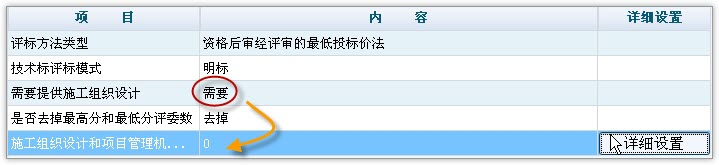 项 目 内 容 详细设置
评标方法类型 资格后审经评审的最低投标价法
技术标评标模式 明标
需要提供施工组织设计 需要
是否去掉最高分和最低分评委数 去掉
施工组织设计和项目管理机... 0 详细设置